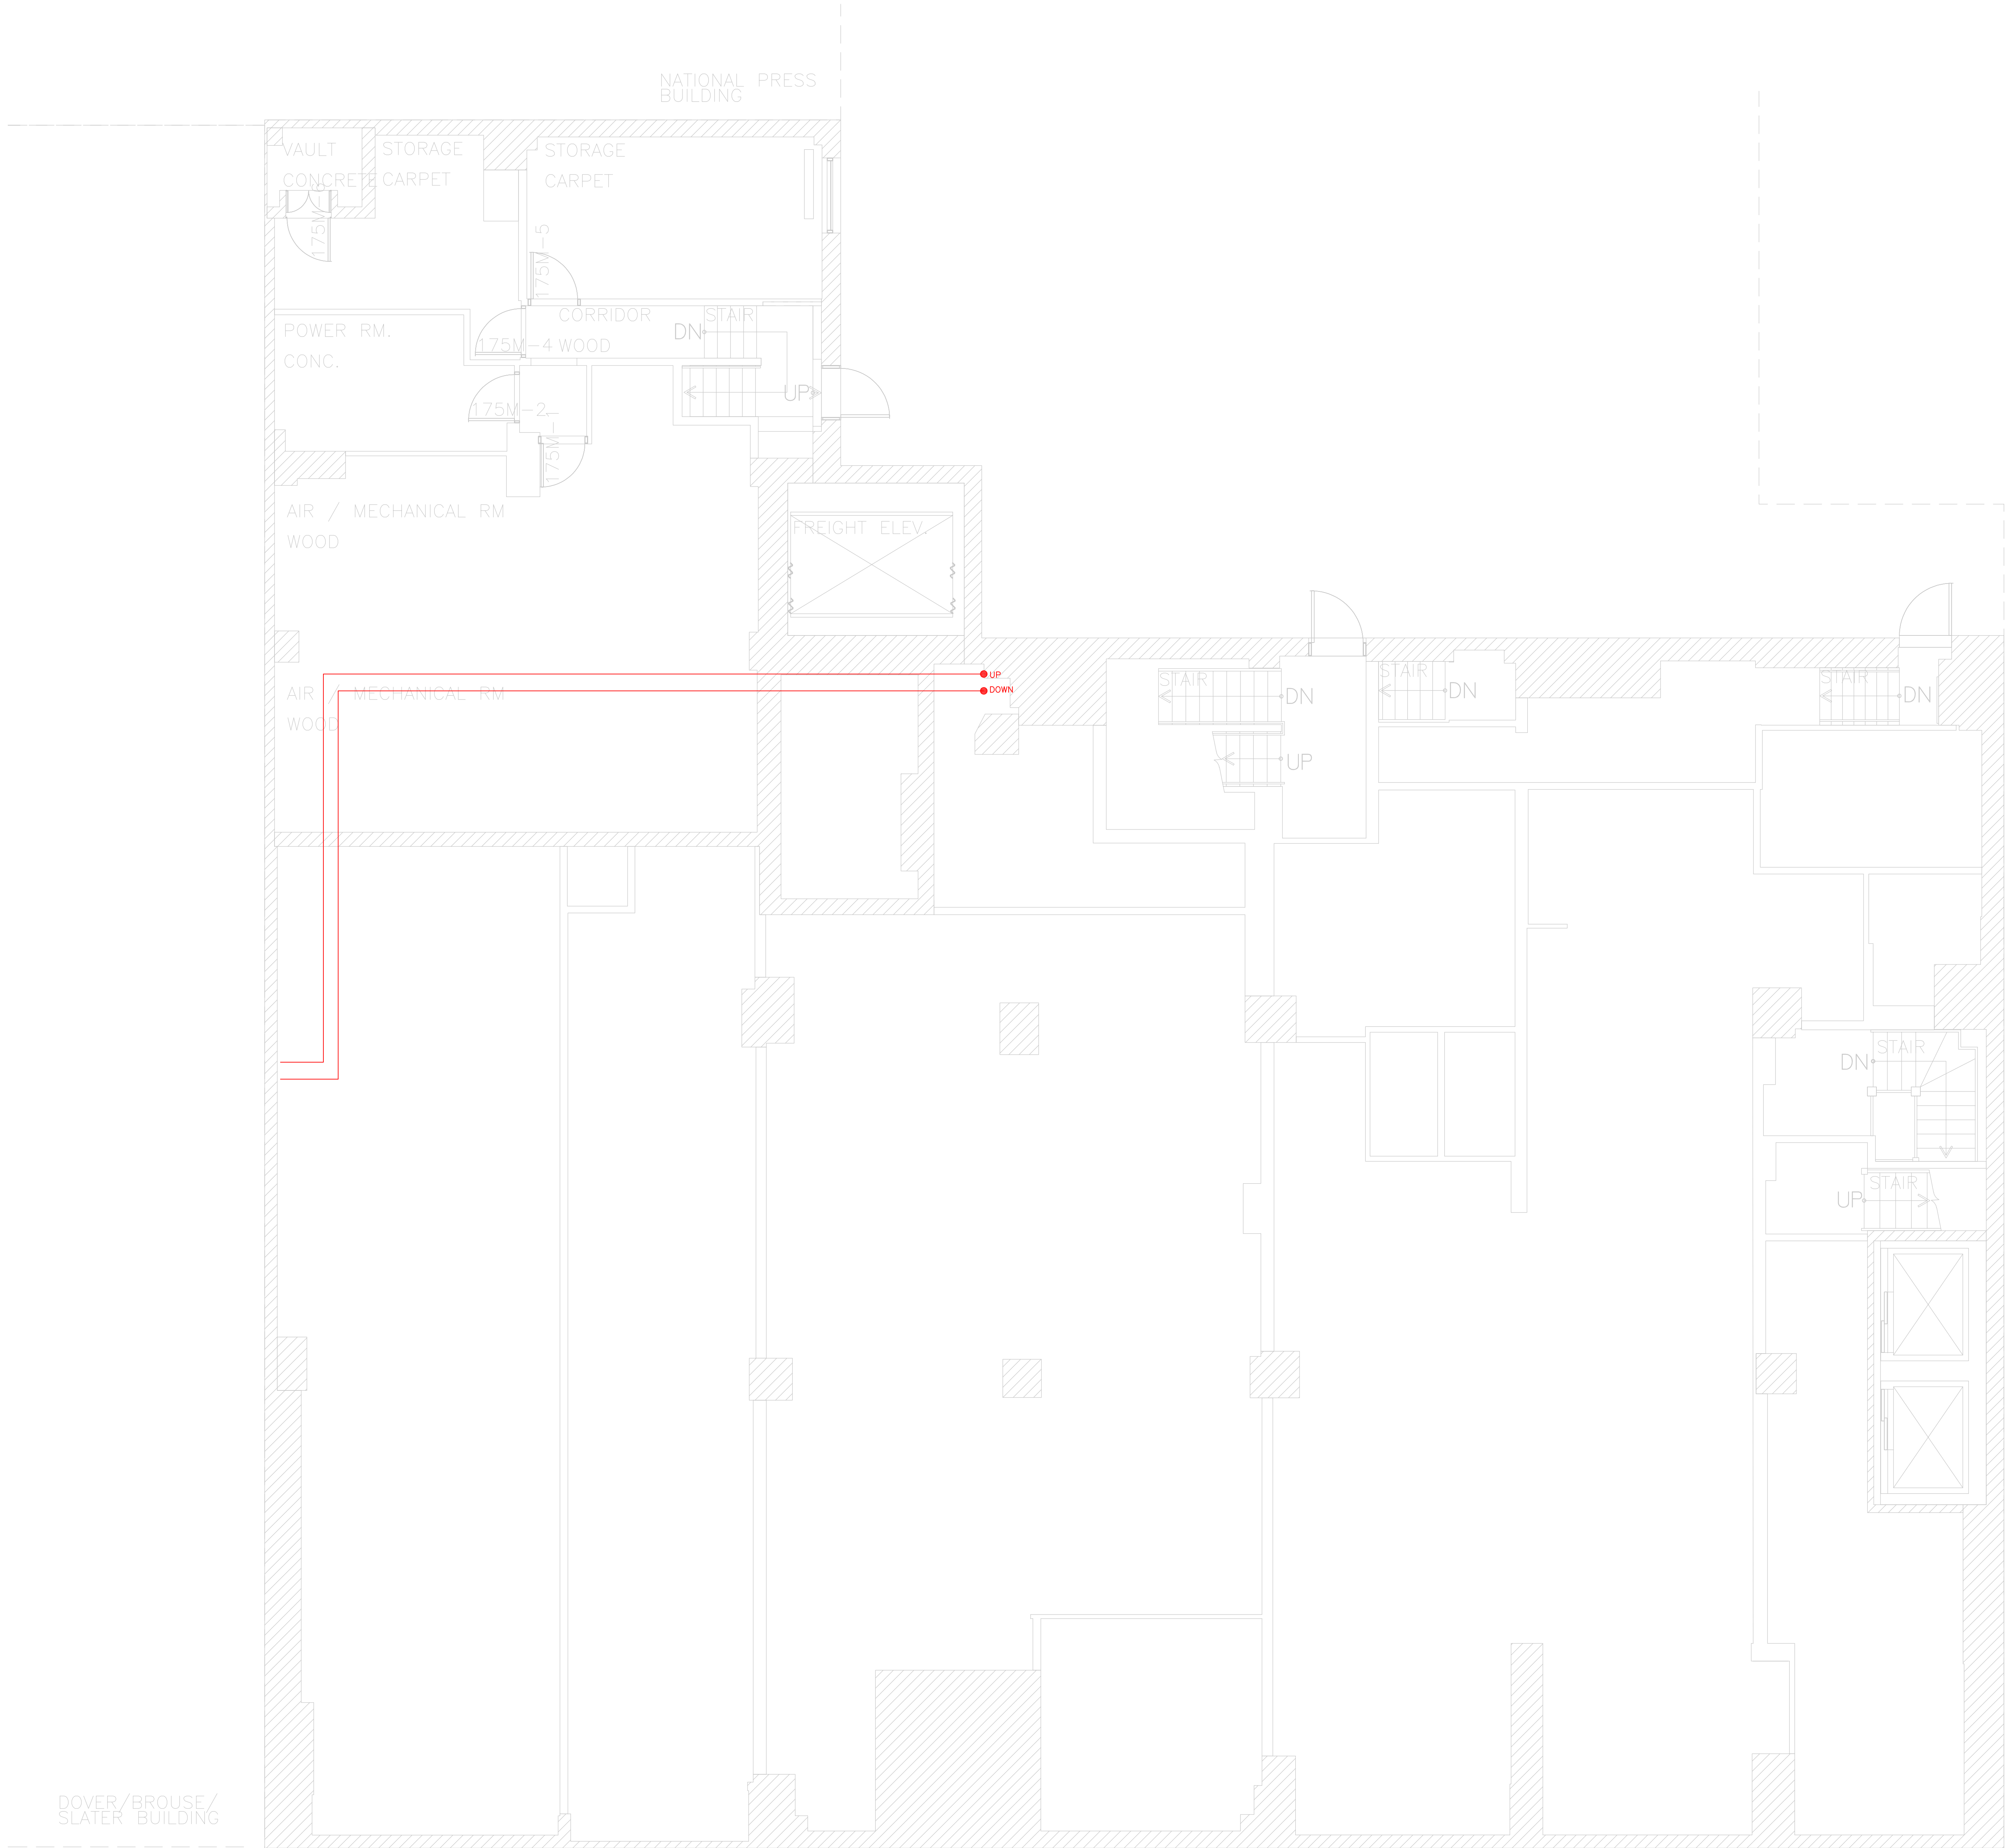 NATIONAL PRESS
BUILDING
VAULT
CONCRETE
STORAGE
CARPET
STORAGE
CARPET
175M-6
175M-5
POWER RM.
CONC.
175M-4
CORRIDOR
WOOD
STAIR
DN
UP
175M-2
175M-1
AIR / MECHANICAL RM
WOOD
FREIGHT ELEV.
AIR / MECHANICAL RM
WOOD
UP
DOWN
STAIR
DN
UP
STAIR
DN
STAIR
DN
STAIR
DN
STAIR
UP
DOVER/BROUSE/
SLATER BUILDING